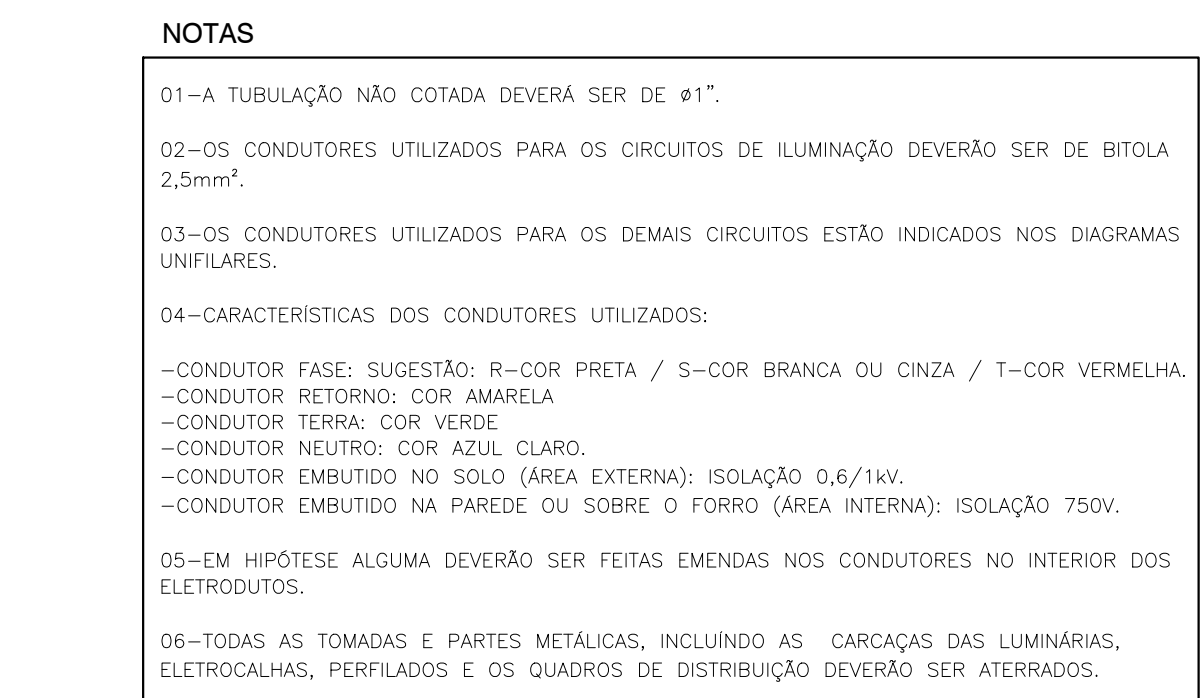 NOTAS
01-A TUBULAÇÃO NÃO COTADA DEVERÁ SER DE ø1".
02-OS CONDUTORES UTILIZADOS PARA OS CIRCUITOS DE ILUMINAÇÃO DEVERÃO SER DE BITOLA
2,5mm².
03-OS CONDUTORES UTILIZADOS PARA OS DEMAIS CIRCUITOS ESTÃO INDICADOS NOS DIAGRAMAS
UNIFILARES.
04-CARACTERÍSTICAS DOS CONDUTORES UTILIZADOS:
-CONDUTOR FASE: SUGESTÃO: R-COR PRETA / S-COR BRANCA OU CINZA / T-COR VERMELHA.
-CONDUTOR RETORNO: COR AMARELA
-CONDUTOR TERRA: COR VERDE
-CONDUTOR NEUTRO: COR AZUL CLARO.
-CONDUTOR EMBUTIDO NO SOLO (ÁREA EXTERNA): ISOLAÇÃO 0,6/1kV.
-CONDUTOR EMBUTIDO NA PAREDE OU SOBRE O FORRO (ÁREA INTERNA): ISOLAÇÃO 750V.
05-EM HIPÓTESE ALGUMA DEVERÃO SER FEITAS EMENDAS NOS CONDUTORES NO INTERIOR DOS
ELETRODUTOS.
06-TODAS AS TOMADAS E PARTES METÁLICAS, INCLUÍNDO AS CARCAÇAS DAS LUMINÁRIAS,
ELETROCALHAS, PERFILADOS E OS QUADROS DE DISTRIBUIÇÃO DEVERÃO SER ATERRADOS.